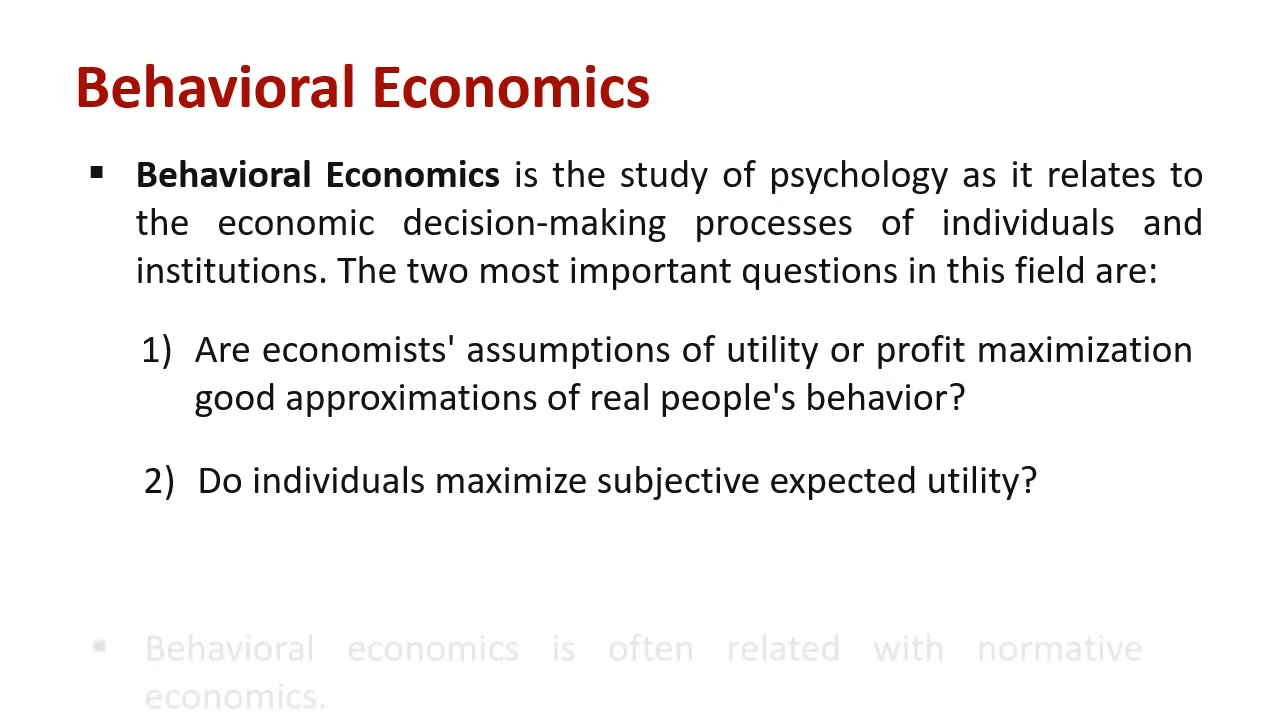 Behavioral Economics
▪ Behavioral Economics is the study of psychology as it relates to
the economic decision-making processes of individuals and
institutions. The two most important questions in this field are:
1) Are economists' assumptions of utility or profit maximization
good approximations of real people's behavior?
2) Do individuals maximize subjective expected utility?
▪ Behavioral economics is often related with normative
economics.